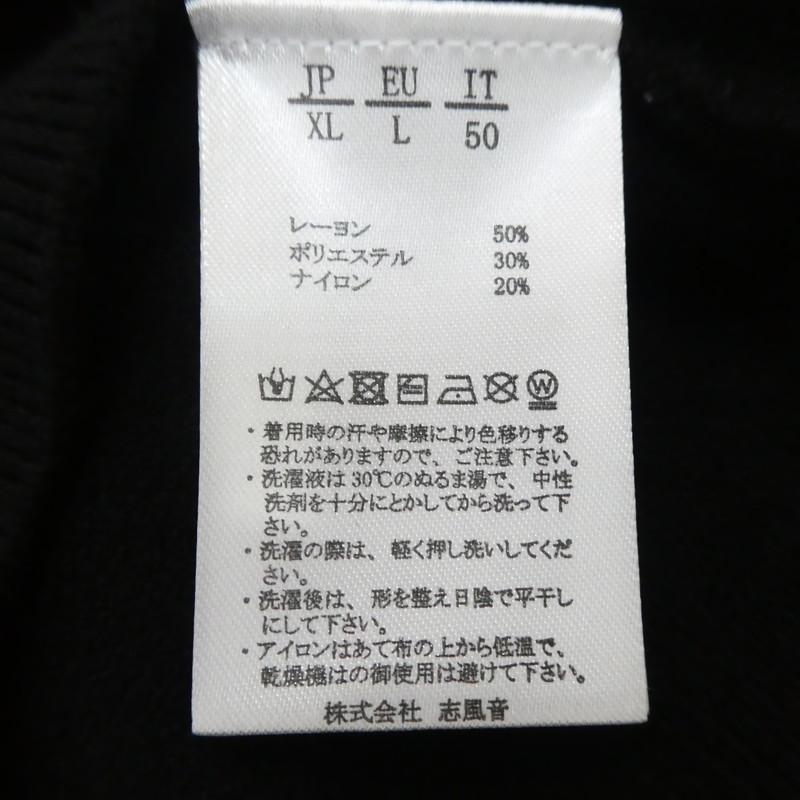 JP EU IT
XL L 50
レーヨン 50%
ポリエステル 30%
ナイロン 20%
W
・着用時の汗や摩擦により色移りする
恐れがありますので、ご注意下さい。
・洗濯液は30℃のぬるま湯で、中性
洗剤を十分にとかしてから洗って下
さい。
・洗濯の際は、軽く押し洗いしてくだ
さい。
・洗濯後は、形を整え日陰で平干し
にして下さい。
・アイロンはあて布の上から低温で、
乾燥機はの御使用は避けて下さい。
株式会社 志風音